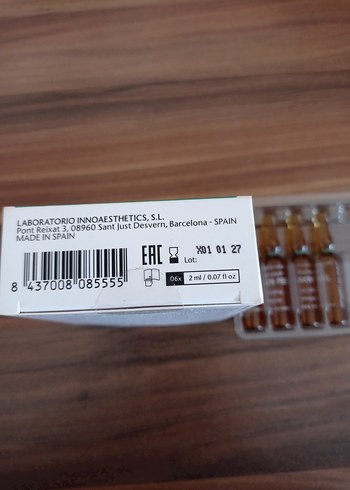 LABORATORIO INNOAESTHETICS, S.L.
Pont Reixat 3, 08960 Sant Just Desvern, Barcelona - SPAIN
MADE IN SPAIN
EAC Lot: X01 01 27
06x 2 ml / 0.07 fl oz
8 437008 085555